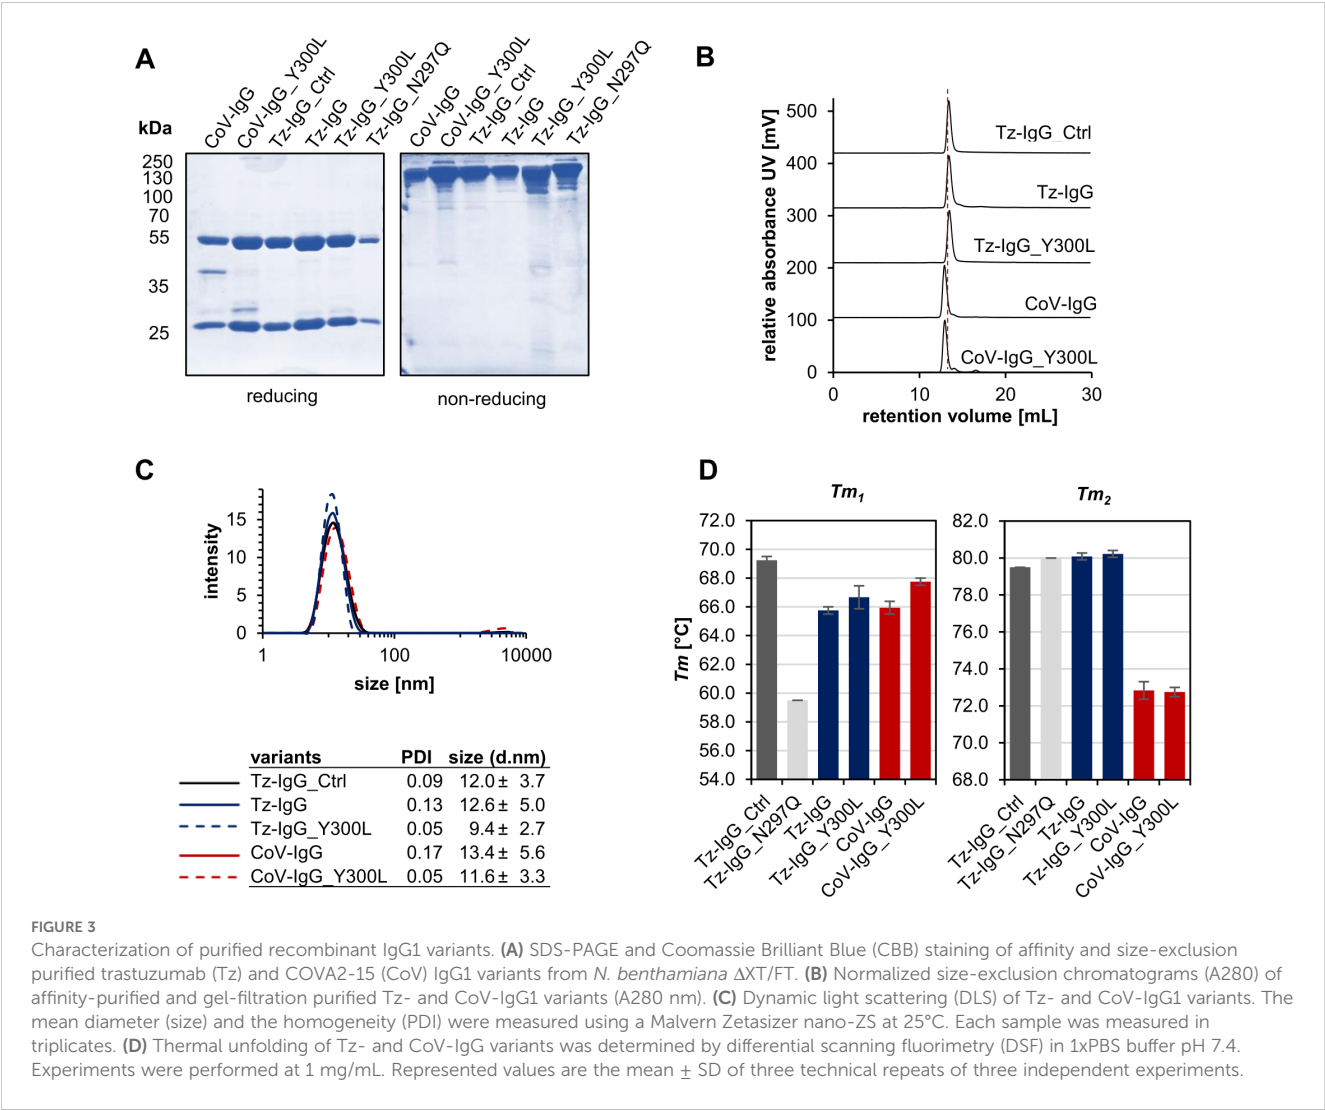 A
CoV-IgG
CoV-IgG_Y300L
Tz-IgG_Ctrl
Tz-IgG
Tz-IgG_Y300L
Tz-IgG_N297Q
CoV-IgG
CoV-IgG_Y300L
Tz-IgG_Ctrl
Tz-IgG
Tz-IgG_Y300L
Tz-IgG_N297Q
kDa
250
130
100
70
55
35
25
reducing
non-reducing
B
relative absorbance UV [mV]
500
400
300
200
100
0
Tz-IgG_Ctrl
Tz-IgG
Tz-IgG_Y300L
CoV-IgG
CoV-IgG_Y300L
0 10 20 30
retention volume [mL]
C
intensity
15
10
5
0
1 100 10000
size [nm]
variants PDI size (d.nm)
Tz-IgG_Ctrl 0.09 12.0 ± 3.7
Tz-IgG 0.13 12.6 ± 5.0
Tz-IgG_Y300L 0.05 9.4 ± 2.7
CoV-IgG 0.17 13.4 ± 5.6
CoV-IgG_Y300L 0.05 11.6 ± 3.3
D
Tm1
Tm [°C]
72.0
70.0
68.0
66.0
64.0
62.0
60.0
58.0
56.0
54.0
Tz-IgG_Ctrl
Tz-IgG_N297Q
Tz-IgG
Tz-IgG_Y300L
CoV-IgG
CoV-IgG_Y300L
Tm2
82.0
80.0
78.0
76.0
74.0
72.0
70.0
68.0
Tz-IgG_Ctrl
Tz-IgG_N297Q
Tz-IgG
Tz-IgG_Y300L
CoV-IgG
CoV-IgG_Y300L
FIGURE 3
Characterization of purified recombinant IgG1 variants. (A) SDS-PAGE and Coomassie Brilliant Blue (CBB) staining of affinity and size-exclusion
purified trastuzumab (Tz) and COVA2-15 (CoV) IgG1 variants from N. benthamiana ΔXT/FT. (B) Normalized size-exclusion chromatograms (A280) of
affinity-purified and gel-filtration purified Tz- and CoV-IgG1 variants (A280 nm). (C) Dynamic light scattering (DLS) of Tz- and CoV-IgG1 variants. The
mean diameter (size) and the homogeneity (PDI) were measured using a Malvern Zetasizer nano-ZS at 25°C. Each sample was measured in
triplicates. (D) Thermal unfolding of Tz- and CoV-IgG variants was determined by differential scanning fluorimetry (DSF) in 1xPBS buffer pH 7.4.
Experiments were performed at 1 mg/mL. Represented values are the mean ± SD of three technical repeats of three independent experiments.